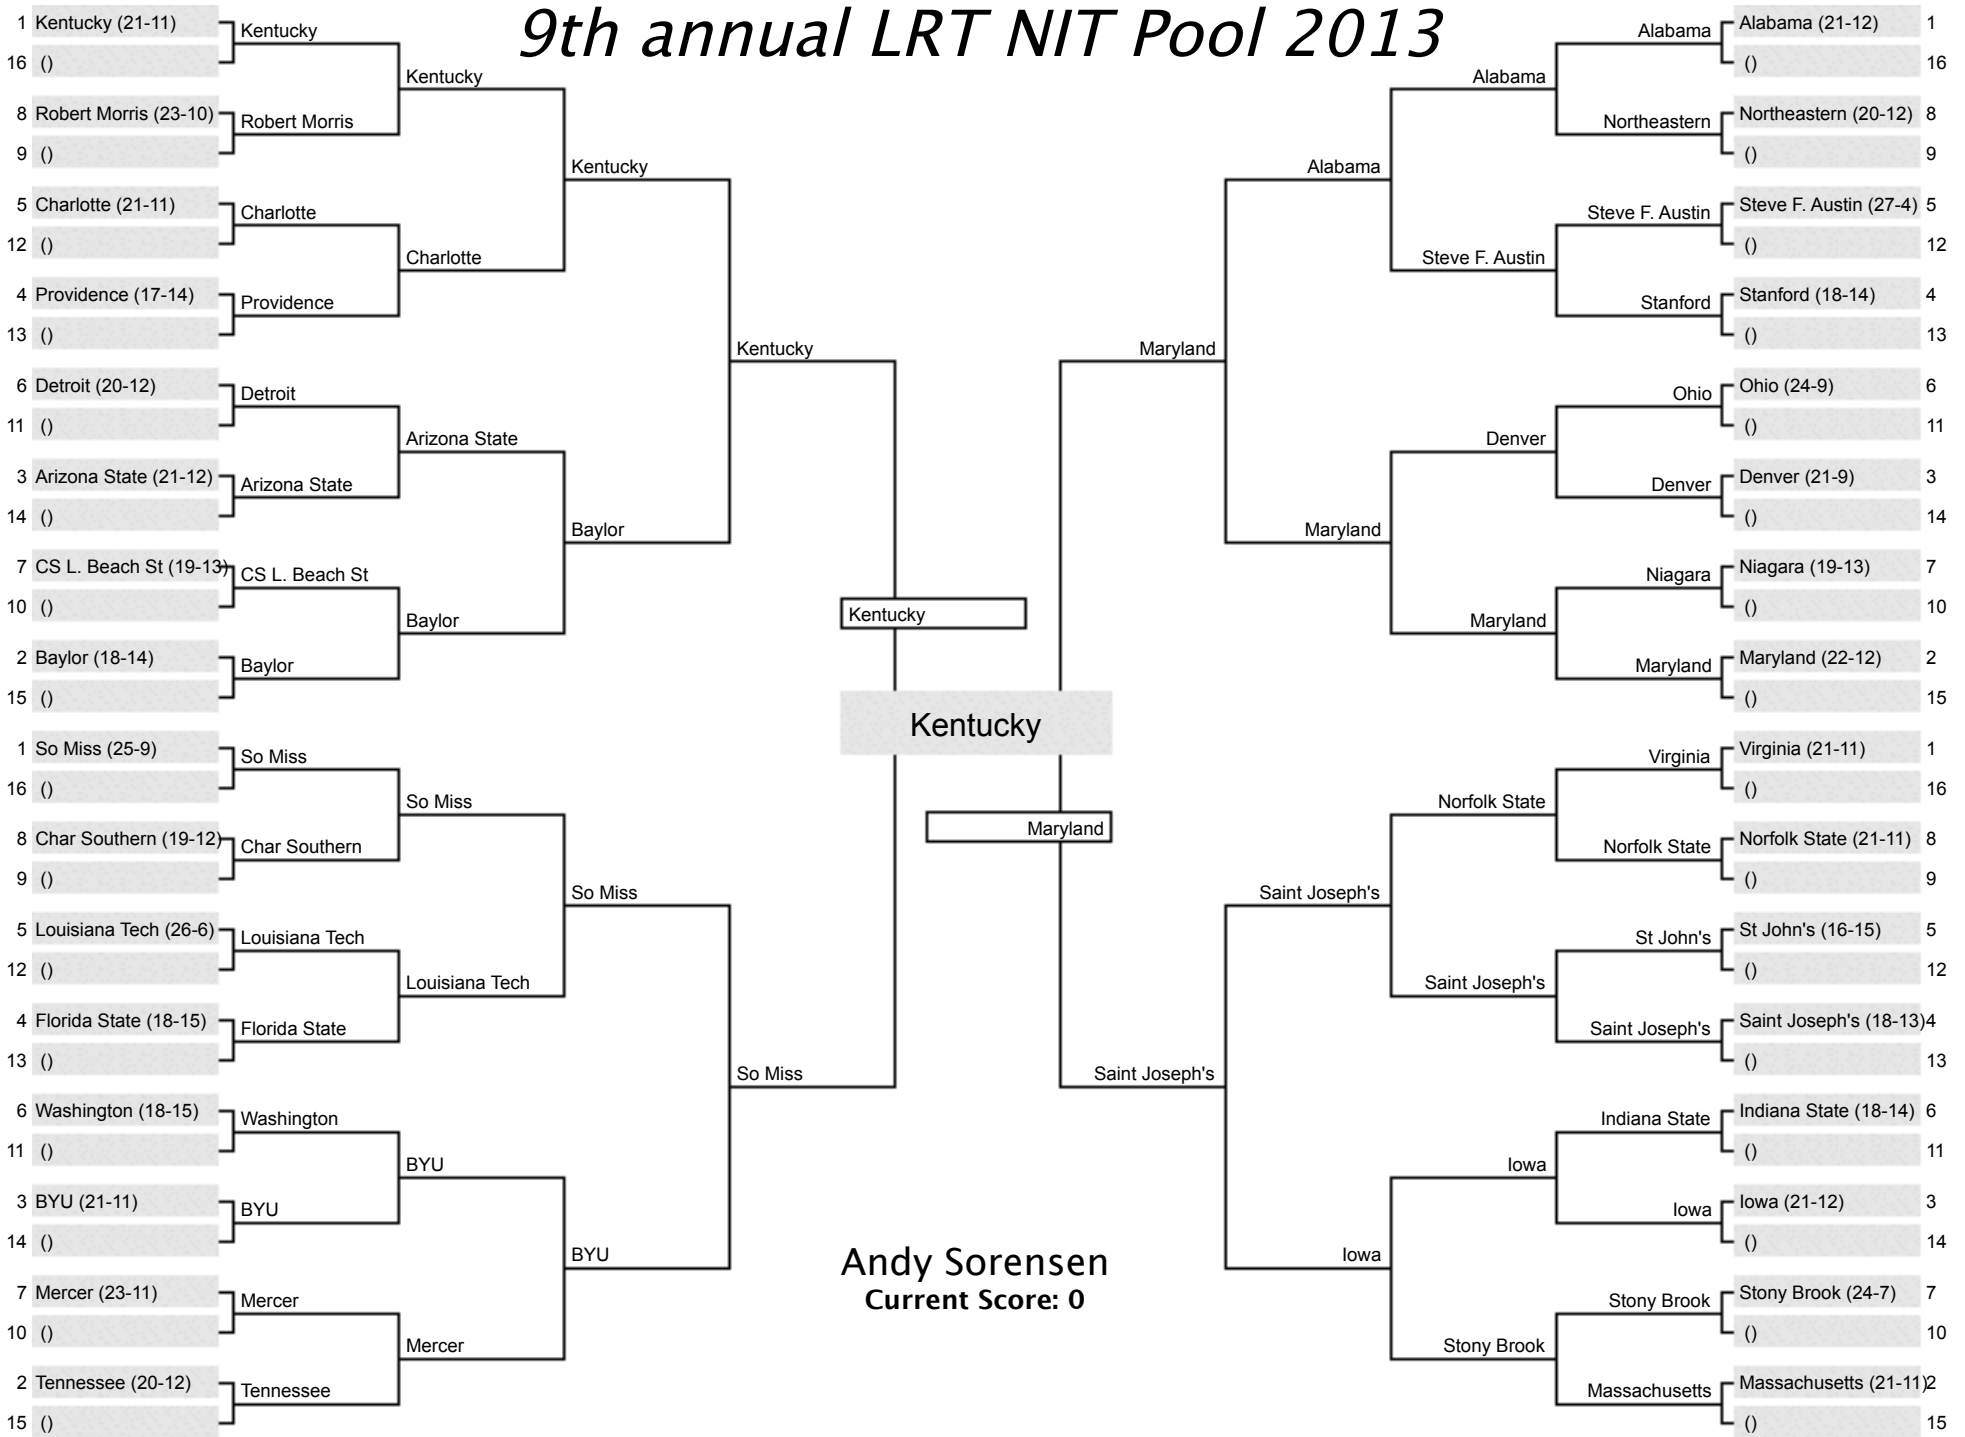 9th annual LRT NIT Pool 2013
1 Kentucky (21-11)
16 ()
8 Robert Morris (23-10)
9 ()
5 Charlotte (21-11)
12 ()
4 Providence (17-14)
13 ()
6 Detroit (20-12)
11 ()
3 Arizona State (21-12)
14 ()
7 CS L. Beach St (19-13)
10 ()
2 Baylor (18-14)
15 ()
1 So Miss (25-9)
16 ()
8 Char Southern (19-12)
9 ()
5 Louisiana Tech (26-6)
12 ()
4 Florida State (18-15)
13 ()
6 Washington (18-15)
11 ()
3 BYU (21-11)
14 ()
7 Mercer (23-11)
10 ()
2 Tennessee (20-12)
15 ()
Kentucky
Robert Morris
Charlotte
Providence
Detroit
Arizona State
CS L. Beach St
Baylor
So Miss
Char Southern
Louisiana Tech
Florida State
Washington
BYU
Mercer
Tennessee
Kentucky
Charlotte
Arizona State
Baylor
So Miss
Louisiana Tech
BYU
Mercer
Kentucky
Baylor
So Miss
BYU
Kentucky
So Miss
Kentucky
Kentucky
Maryland
Andy Sorensen
Current Score: 0
Maryland
Saint Joseph's
Alabama
Maryland
Saint Joseph's
Iowa
Alabama
Steve F. Austin
Denver
Maryland
Norfolk State
Saint Joseph's
Iowa
Stony Brook
Alabama
Northeastern
Steve F. Austin
Stanford
Ohio
Denver
Niagara
Maryland
Virginia
Norfolk State
St John's
Saint Joseph's
Indiana State
Iowa
Stony Brook
Massachusetts
Alabama (21-12) 1
() 16
Northeastern (20-12) 8
() 9
Steve F. Austin (27-4) 5
() 12
Stanford (18-14) 4
() 13
Ohio (24-9) 6
() 11
Denver (21-9) 3
() 14
Niagara (19-13) 7
() 10
Maryland (22-12) 2
() 15
Virginia (21-11) 1
() 16
Norfolk State (21-11) 8
() 9
St John's (16-15) 5
() 12
Saint Joseph's (18-13) 4
() 13
Indiana State (18-14) 6
() 11
Iowa (21-12) 3
() 14
Stony Brook (24-7) 7
() 10
Massachusetts (21-11) 2
() 15